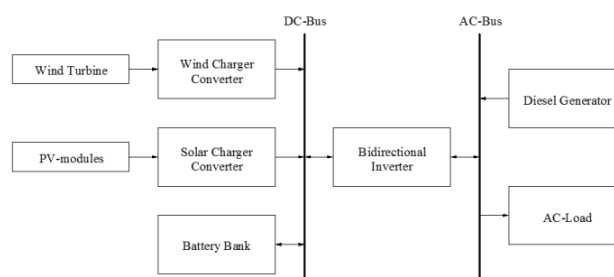 DC-Bus
AC-Bus
Wind Turbine
Wind Charger
Converter
Diesel Generator
PV-modules
Solar Charger
Converter
Bidirectional
Inverter
AC-Load
Battery Bank